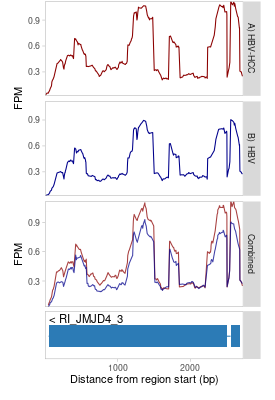 0.9
0.6
0.3
A) HBV-HCC
FPM
0.9
0.6
0.3
B) HBV
0.9
0.6
0.3
Combined
FPM
< RI_JMJD4_3
1000
2000
Distance from region start (bp)